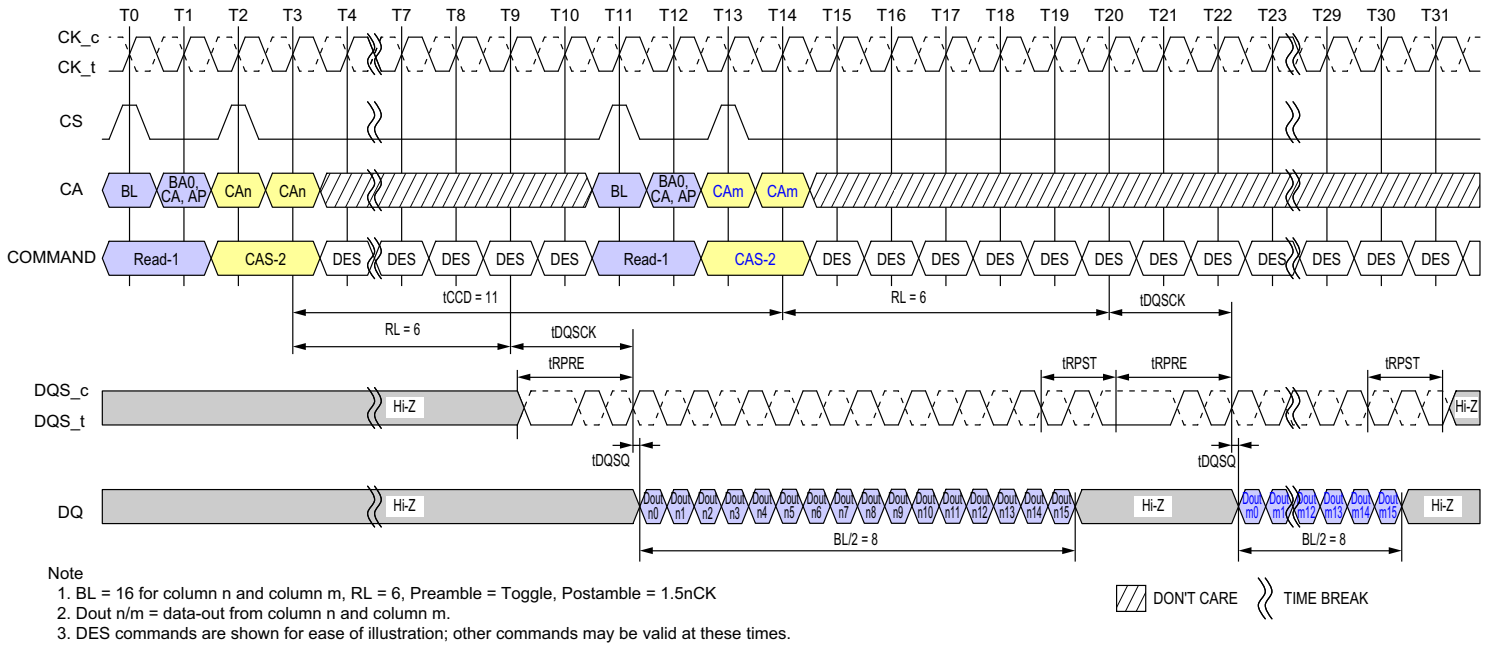 T0 T1 T2 T3 T4 T7 T8 T9 T10 T11 T12 T13 T14 T15 T16 T17 T18 T19 T20 T21 T22 T23 T29 T30 T31
CK_c
CK_t
CS
CA BL BA0, CA, AP CAn CAn BL BA0, CA, AP CAm CAm
COMMAND Read-1 CAS-2 DES DES DES DES DES Read-1 CAS-2 DES DES DES DES DES DES DES DES DES DES DES DES
tCCD = 11 RL = 6 tDQSCK
RL = 6 tDQSCK
tRPRE tRPST tRPRE tRPST
DQS_c
DQS_t
Hi-Z Hi-Z
tDQSQ tDQSQ
DQ Hi-Z Dout n0 Dout n1 Dout n2 Dout n3 Dout n4 Dout n5 Dout n6 Dout n7 Dout n8 Dout n9 Dout n10 Dout n11 Dout n12 Dout n13 Dout n14 Dout n15 Hi-Z Dout m0 Dout m1 Dout m12 Dout m13 Dout m14 Dout m15 Hi-Z
BL/2 = 8 BL/2 = 8
Note
1. BL = 16 for column n and column m, RL = 6, Preamble = Toggle, Postamble = 1.5nCK
2. Dout n/m = data-out from column n and column m.
3. DES commands are shown for ease of illustration; other commands may be valid at these times.
DON'T CARE TIME BREAK